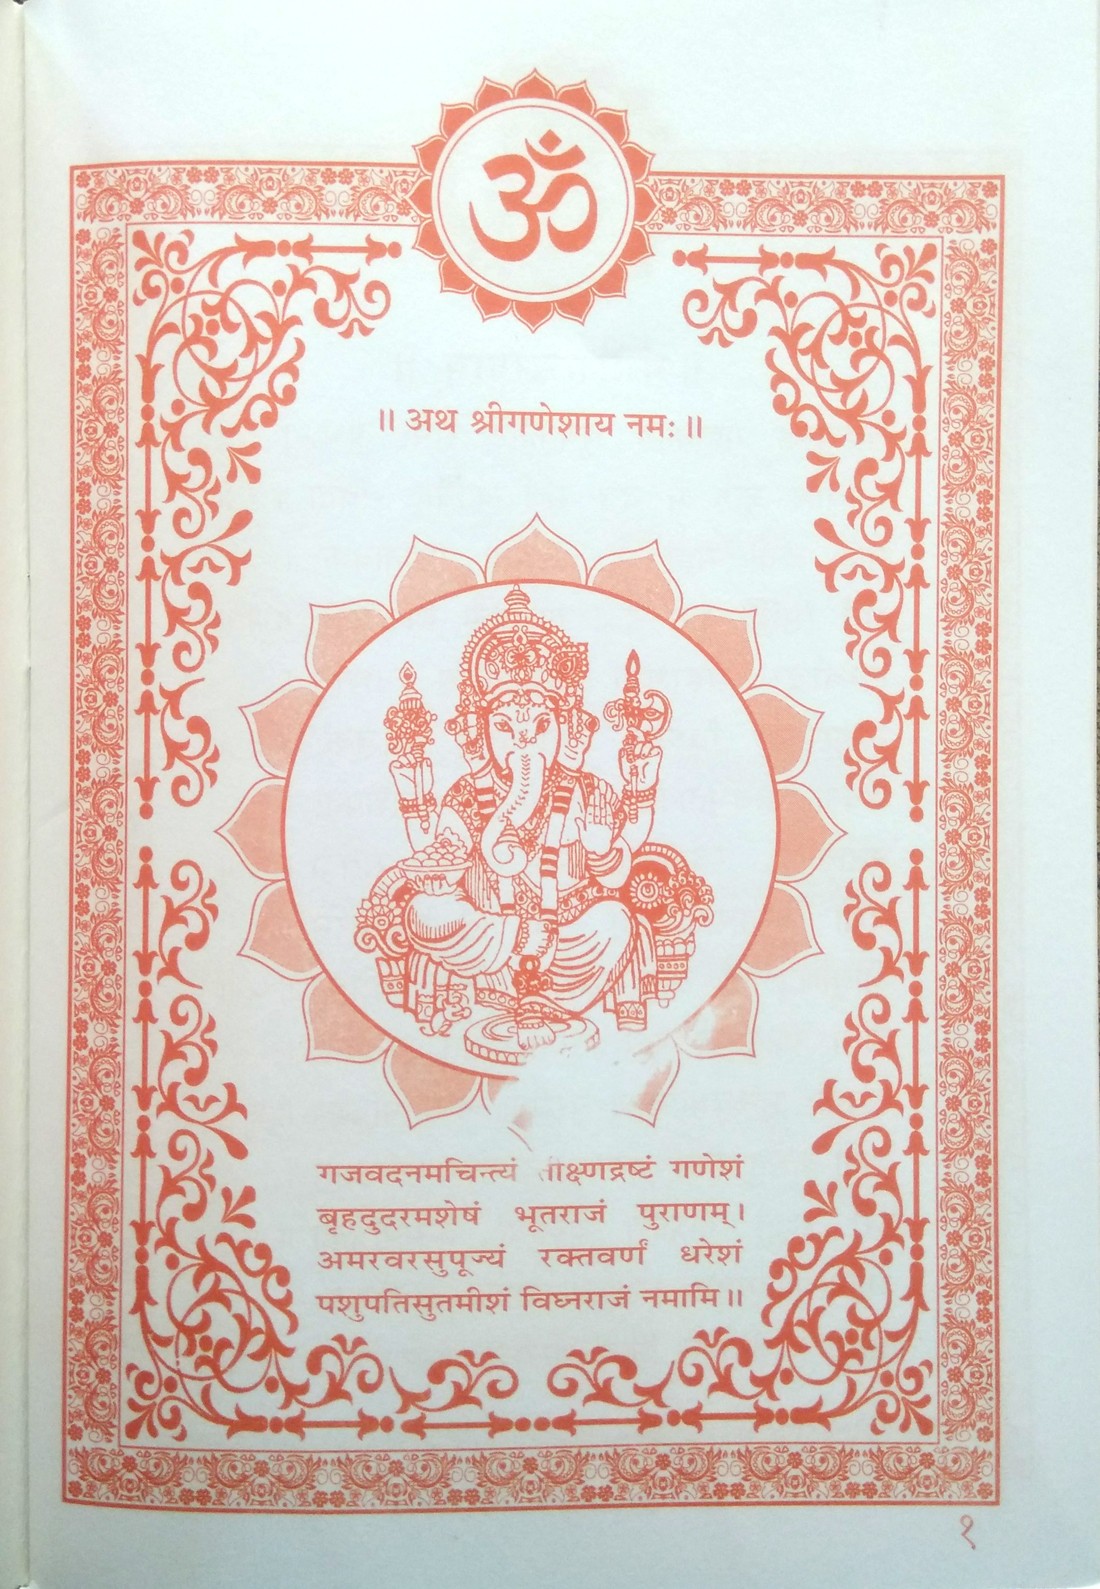 ॐ
॥ अथ श्रीगणेशाय नमः ॥
गजवदनमचिन्त्यं गणेशं
बृहदुदरमशेषं भूतराजं पुराणम् ।
अमरवरसुपूज्यं रक्तवर्णं धरेशं
पशुपतिसुतमीशं विघ्नराजं नमामि ॥
१